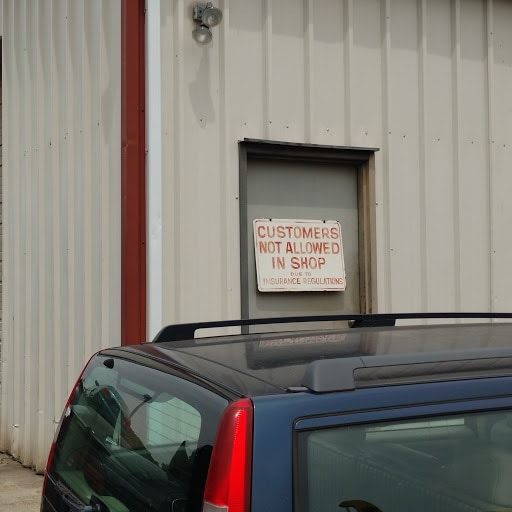 CUSTOMERS
NOT ALLOWED
IN SHOP
DUE TO
INSURANCE REGULATIONS